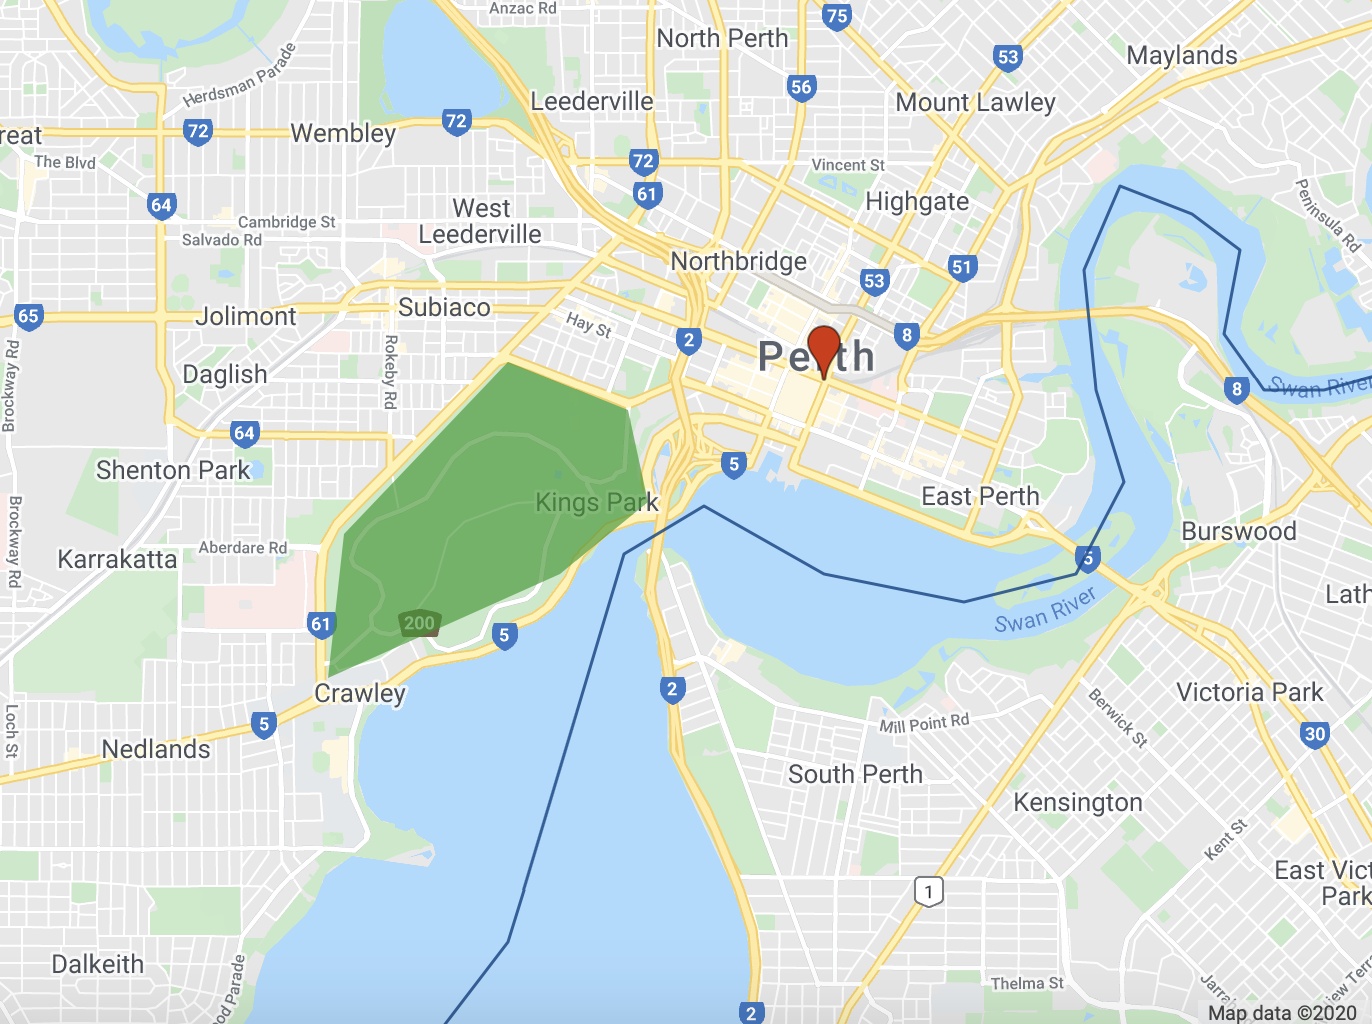 Anzac Rd
75
North Perth
53
Maylands
Herdsman Parade
56
Leederville
Mount Lawley
72
Wembley
72
reat
The Blvd
72
Vincent St
61
64
Highgate
Peninsula Rd
West
Leederville
Cambridge St
Salvado Rd
Northbridge
53
51
Subiaco
65
Jolimont
Hay St
2
8
Rokeby Rd
Brockway Rd
Perth
Daglish
8
Swan River
64
5
Shenton Park
Kings Park
East Perth
Brockway Rd
Burswood
Karrakatta
Aberdare Rd
5
Lath
Swan River
61
200
5
Crawley
2
Victoria Park
Loch St
5
Mill Point Rd
Berwick St
30
Nedlands
South Perth
Kensington
Kent St
East Vict
Park
1
Dalkeith
ood Parade
Thelma St
Jarra
iew Terra
2
Map data ©2020